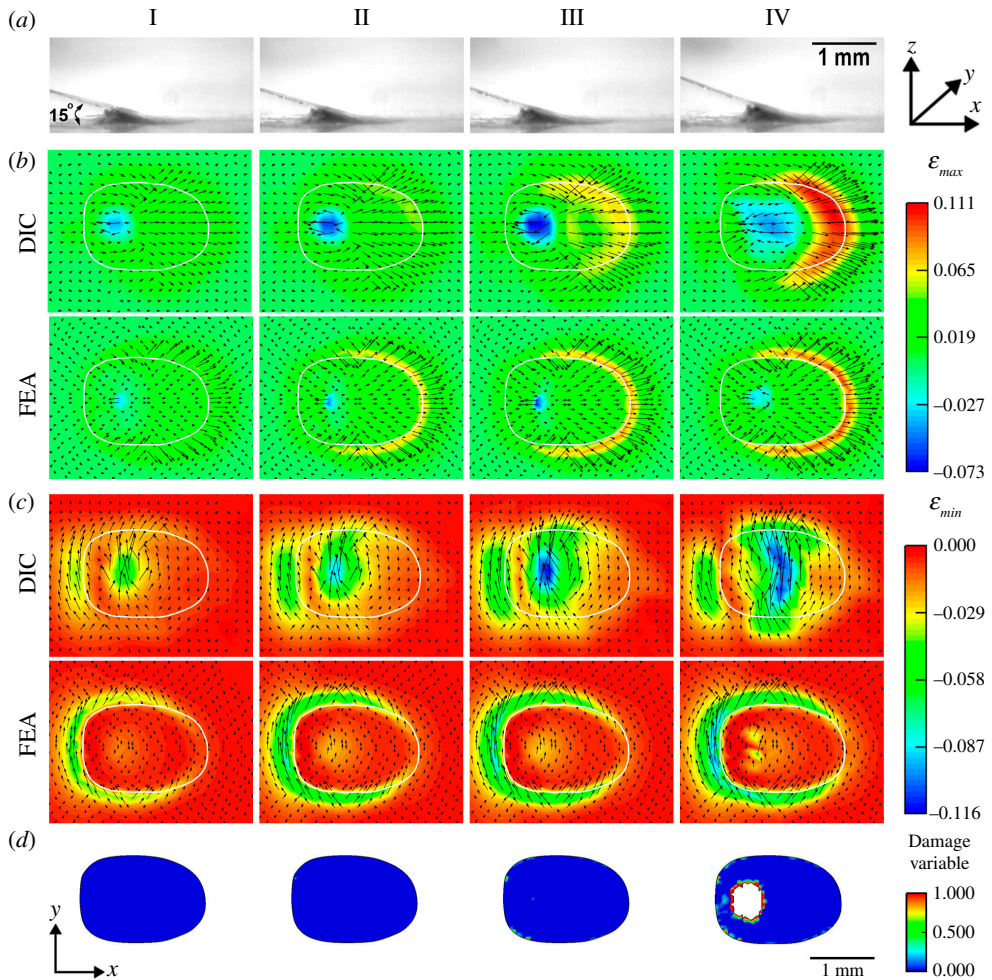 I II III IV
(a)
15°
1 mm
z
y
x
(b)
DIC
FEA
εmax
0.111
0.065
0.019
−0.027
−0.073
(c)
DIC
FEA
εmin
0.000
−0.029
−0.058
−0.087
−0.116
(d)
Damage
variable
1.000
0.500
0.000
y
x
1 mm